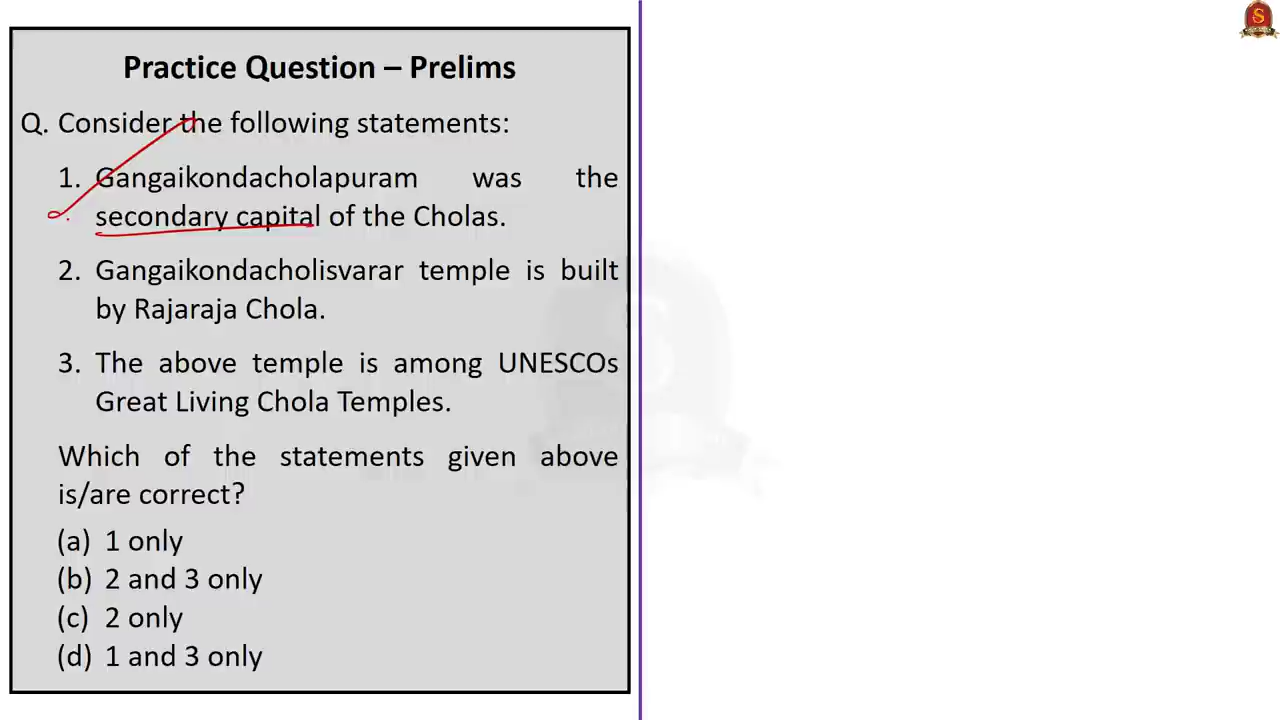 Practice Question – Prelims
Q. Consider the following statements:
1. Gangaikondacholapuram was the
secondary capital of the Cholas.
2. Gangaikondacholisvarar temple is built
by Rajaraja Chola.
3. The above temple is among UNESCOs
Great Living Chola Temples.
Which of the statements given above
is/are correct?
(a) 1 only
(b) 2 and 3 only
(c) 2 only
(d) 1 and 3 only